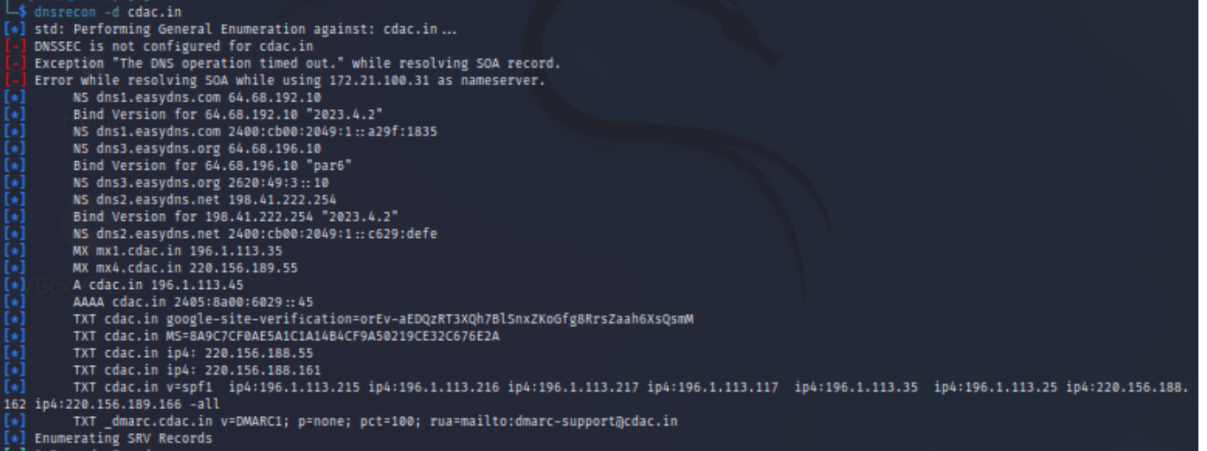 $ dnsrecon -d cdac.in
[*] std: Performing General Enumeration against: cdac.in...
[-] DNSSEC is not configured for cdac.in
[-] Exception "The DNS operation timed out." while resolving SOA record.
[-] Error while resolving SOA while using 172.21.100.31 as nameserver.
[*] NS dns1.easydns.com 64.68.192.10
[*] Bind Version for 64.68.192.10 "2023.4.2"
[*] NS dns1.easydns.com 2400:cb00:2049:1::a29f:1835
[*] NS dns3.easydns.org 64.68.196.10
[*] Bind Version for 64.68.196.10 "par6"
[*] NS dns3.easydns.org 2620:49:3::10
[*] NS dns2.easydns.net 198.41.222.254
[*] Bind Version for 198.41.222.254 "2023.4.2"
[*] NS dns2.easydns.net 2400:cb00:2049:1::c629:defe
[*] MX mx1.cdac.in 196.1.113.35
[*] MX mx4.cdac.in 220.156.189.55
[*] A cdac.in 196.1.113.45
[*] AAAA cdac.in 2405:8a00:6029::45
[*] TXT cdac.in google-site-verification=orEv-aEDQzRT3XQh7BlSnxZKoGfg8RrsZaah6XsQsmM
[*] TXT cdac.in MS=8A9C7CF0AE5A1C1A14B4CF9A50219CE32C676E2A
[*] TXT cdac.in ip4: 220.156.188.55
[*] TXT cdac.in ip4: 220.156.188.161
[*] TXT cdac.in v=spf1 ip4:196.1.113.215 ip4:196.1.113.216 ip4:196.1.113.217 ip4:196.1.113.117 ip4:196.1.113.35 ip4:196.1.113.25 ip4:220.156.188.
162 ip4:220.156.189.166 -all
[*] TXT _dmarc.cdac.in v=DMARC1; p=none; pct=100; rua=mailto:dmarc-support@cdac.in
[*] Enumerating SRV Records